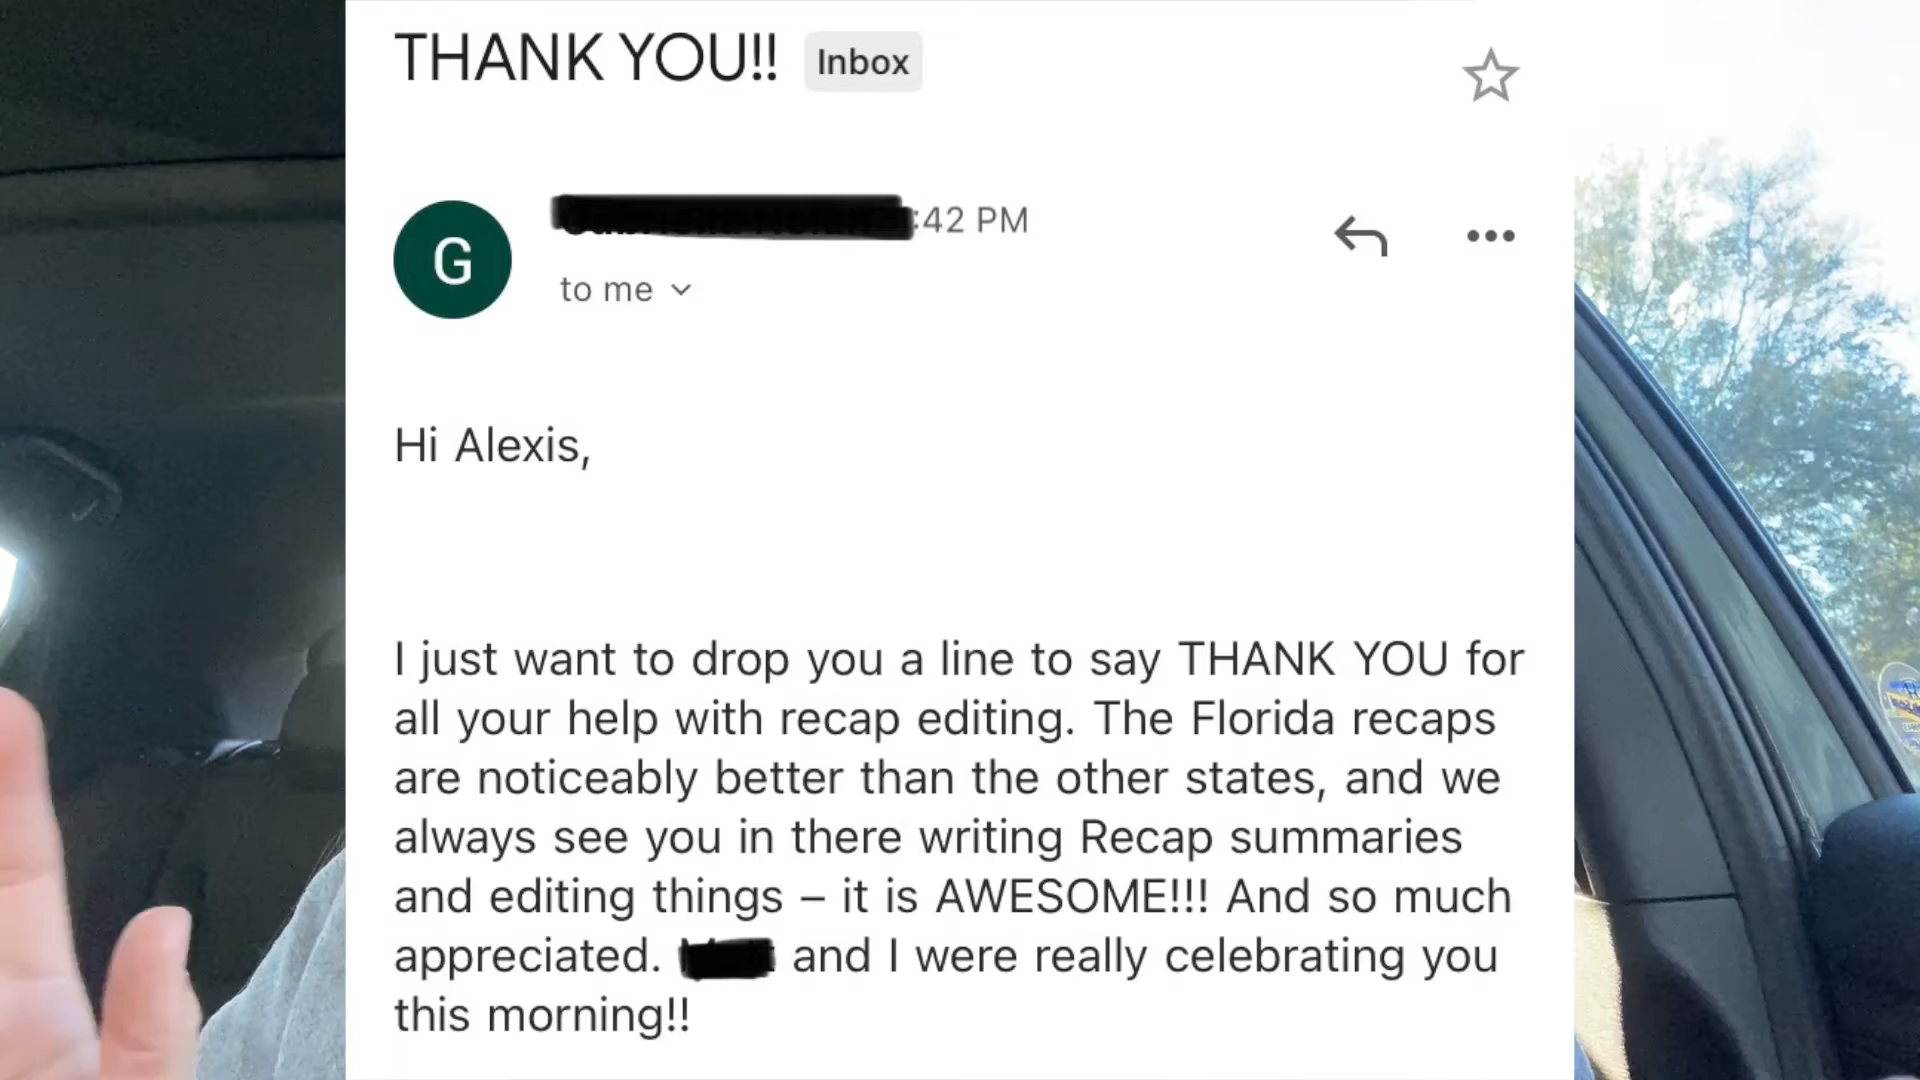 THANK YOU!! Inbox
G
:42 PM
to me
Hi Alexis,
I just want to drop you a line to say THANK YOU for
all your help with recap editing. The Florida recaps
are noticeably better than the other states, and we
always see you in there writing Recap summaries
and editing things – it is AWESOME!!! And so much
appreciated. and I were really celebrating you
this morning!!